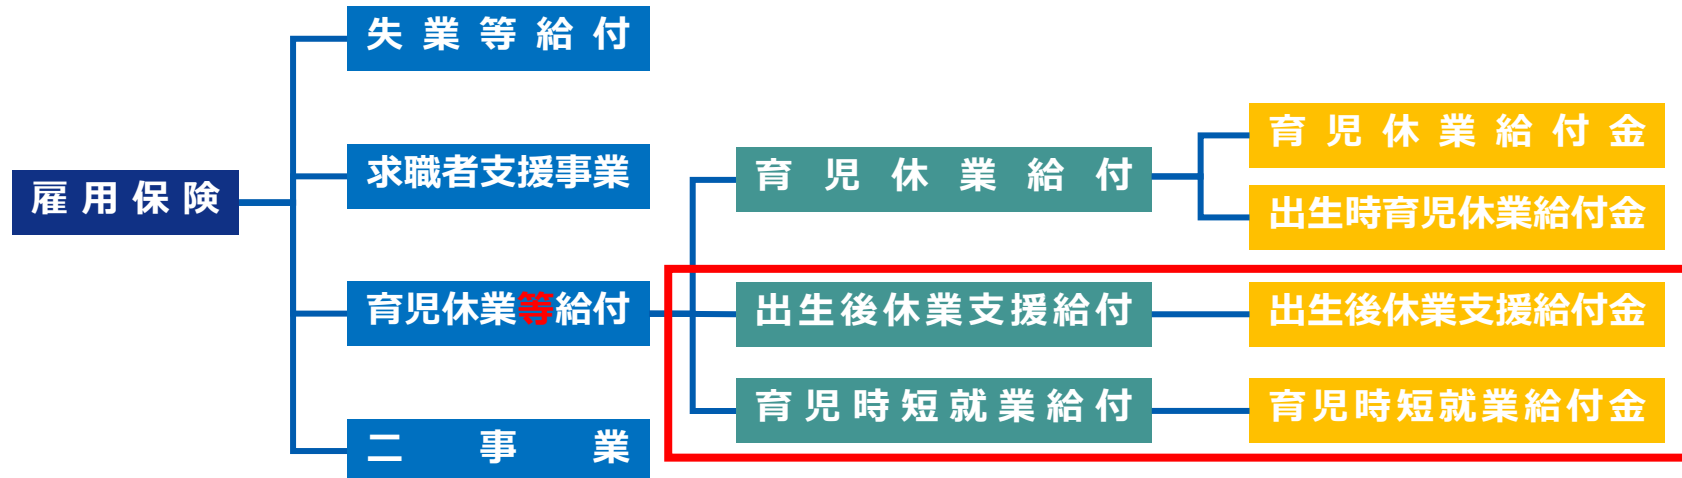 雇用保険
失業等給付
求職者支援事業
育児休業等給付
二事業
育児休業給付
出生後休業支援給付
育児時短就業給付
育児休業給付金
出生時育児休業給付金
出生後休業支援給付金
育児時短就業給付金